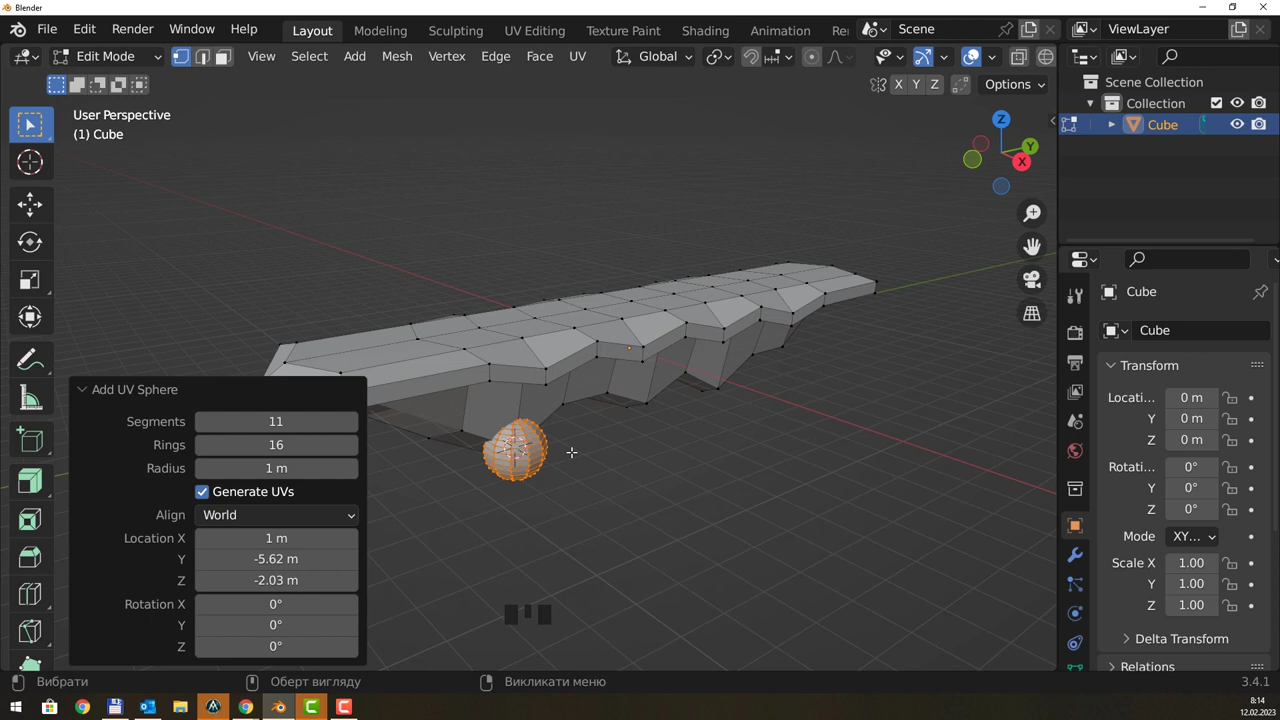 Blender
File Edit Render Window Help Layout Modeling Sculpting UV Editing Texture Paint Shading Animation Re Scene ViewLayer
Edit Mode View Select Add Mesh Vertex Edge Face UV Global
X Y Z Options
User Perspective
(1) Cube
Scene Collection
Collection
Cube
Z
Y
X
Cube
Cube
Transform
Locati... 0 m
Y 0 m
Z 0 m
Rotati... 0°
Y 0°
Z 0°
Mode XY...
Scale X 1.00
Y 1.00
Z 1.00
Delta Transform
Relations
Add UV Sphere
Segments 11
Rings 16
Radius 1 m
Generate UVs
Align World
Location X 1 m
Y -5.62 m
Z -2.03 m
Rotation X 0°
Y 0°
Z 0°
Вибрати Оберт вигляду Викликати меню 3.4.1
8:14
12.02.2023